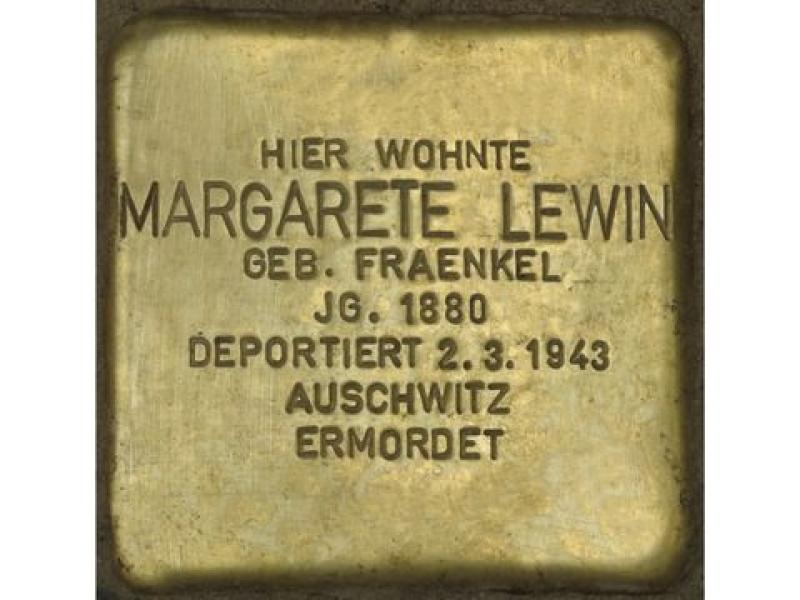 HIER WOHNTE
MARGARETE LEWIN
GEB. FRAENKEL
JG. 1880
DEPORTIERT 2.3.1943
AUSCHWITZ
ERMORDET